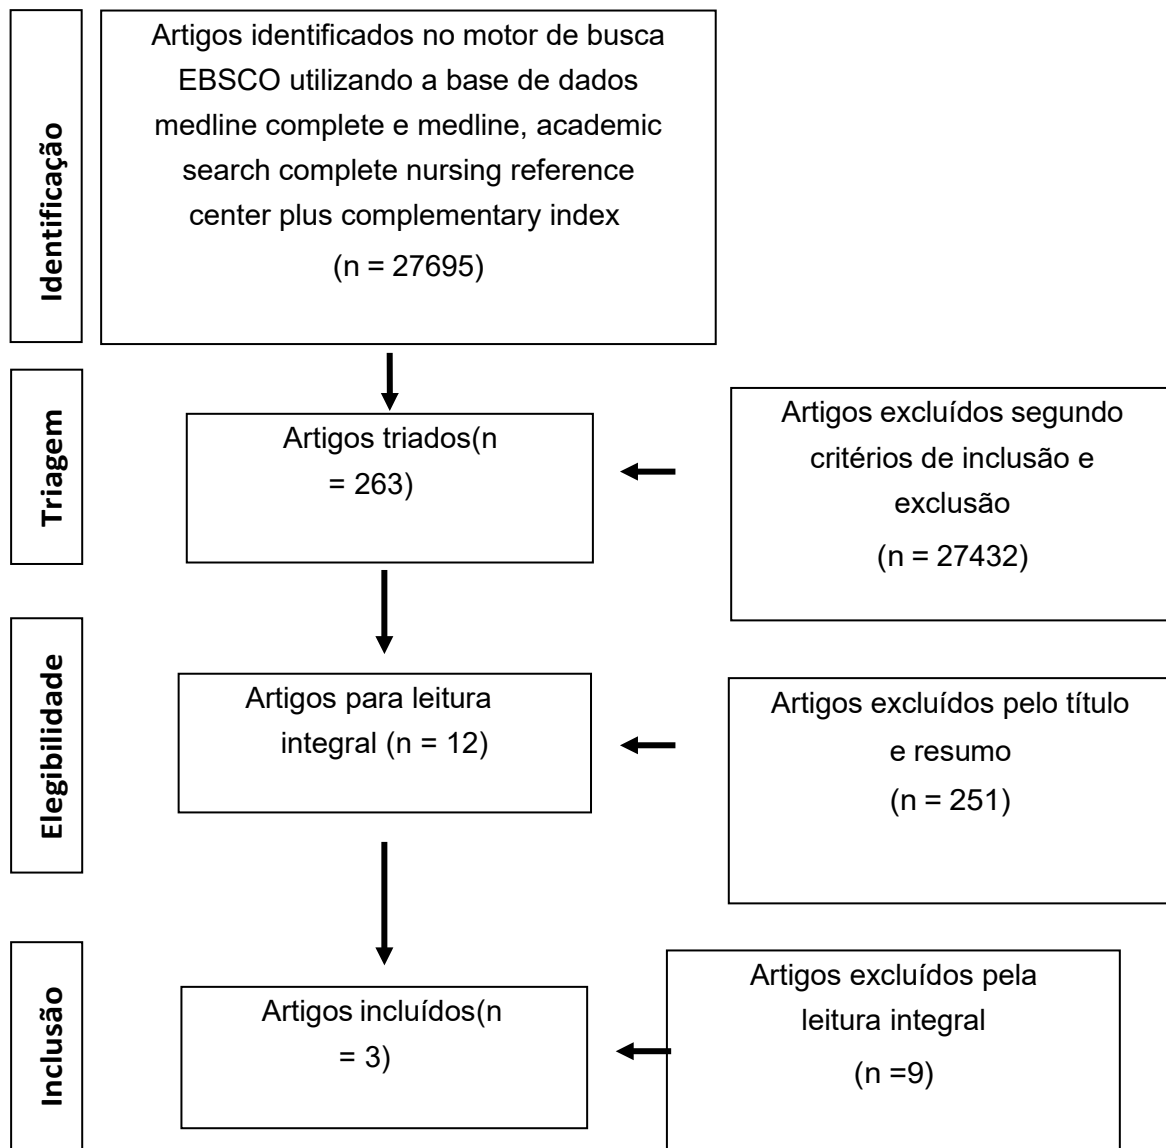 Identificação
Artigos identificados no motor de busca
EBSCO utilizando a base de dados
medline complete e medline, academic
search complete nursing reference
center plus complementary index
(n = 27695)
Triagem
Artigos triados(n
= 263)
Artigos excluídos segundo
critérios de inclusão e
exclusão
(n = 27432)
Elegibilidade
Artigos para leitura
integral (n = 12)
Artigos excluídos pelo título
e resumo
(n = 251)
Inclusão
Artigos incluídos(n
= 3)
Artigos excluídos pela
leitura integral
(n =9)